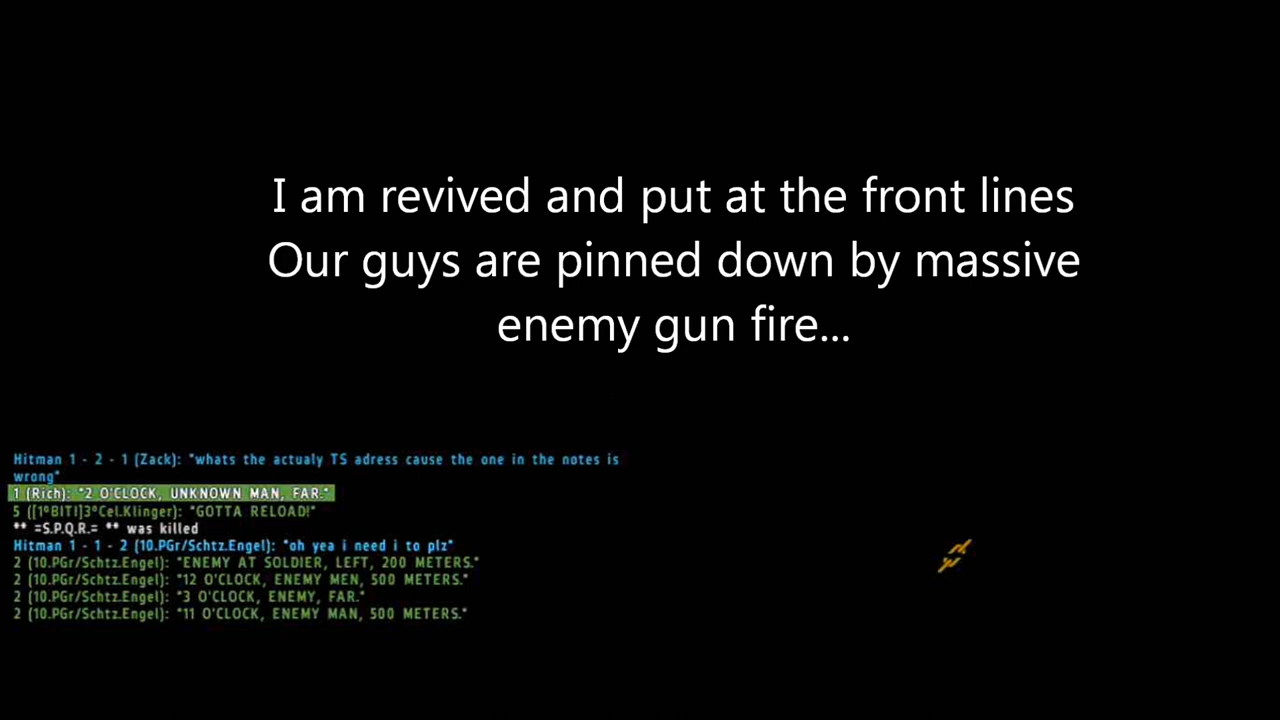 I am revived and put at the front lines
Our guys are pinned down by massive
enemy gun fire...
Hitman 1 - 2 - 1 (Zack): "whats the actualy TS adress cause the one in the notes is
wrong"
1 (Rich): "2 O'CLOCK, UNKNOWN MAN, FAR."
5 ([1ºBITI]3ºCel.Klinger): "GOTTA RELOAD!"
** =S.P.Q.R.= ** was killed
Hitman 1 - 1 - 2 (10.PGr/Schtz.Engel): "oh yea i need i to plz"
2 (10.PGr/Schtz.Engel): "ENEMY AT SOLDIER, LEFT, 200 METERS."
2 (10.PGr/Schtz.Engel): "12 O'CLOCK, ENEMY MEN, 500 METERS."
2 (10.PGr/Schtz.Engel): "3 O'CLOCK, ENEMY, FAR."
2 (10.PGr/Schtz.Engel): "11 O'CLOCK, ENEMY MAN, 500 METERS."